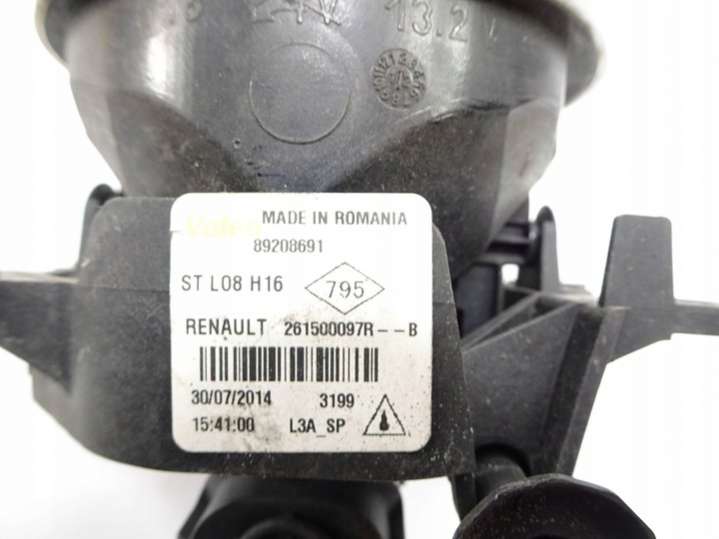 13.2V
Valeo MADE IN ROMANIA
89208691
ST L08 H16 795
RENAULT 261500097R--B
30/07/2014 3199
15:41:00 L3A_SP